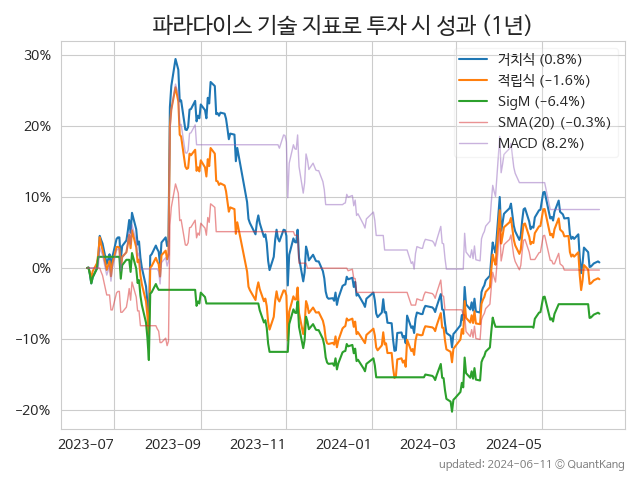 파라다이스 기술 지표로 투자 시 성과 (1년)
30%
20%
10%
0%
−10%
−20%
거치식 (0.8%)
적립식 (−1.6%)
SigM (−6.4%)
SMA(20) (−0.3%)
MACD (8.2%)
2023-07
2023-09
2023-11
2024-01
2024-03
2024-05
updated: 2024-06-11 © QuantKang